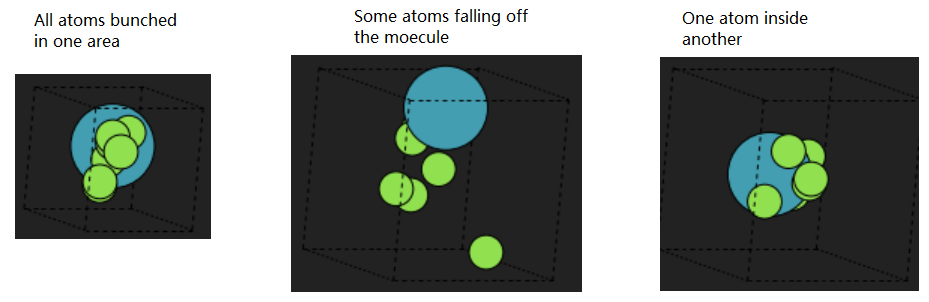 All atoms bunched
in one area
Some atoms falling off
the moecule
One atom inside
another